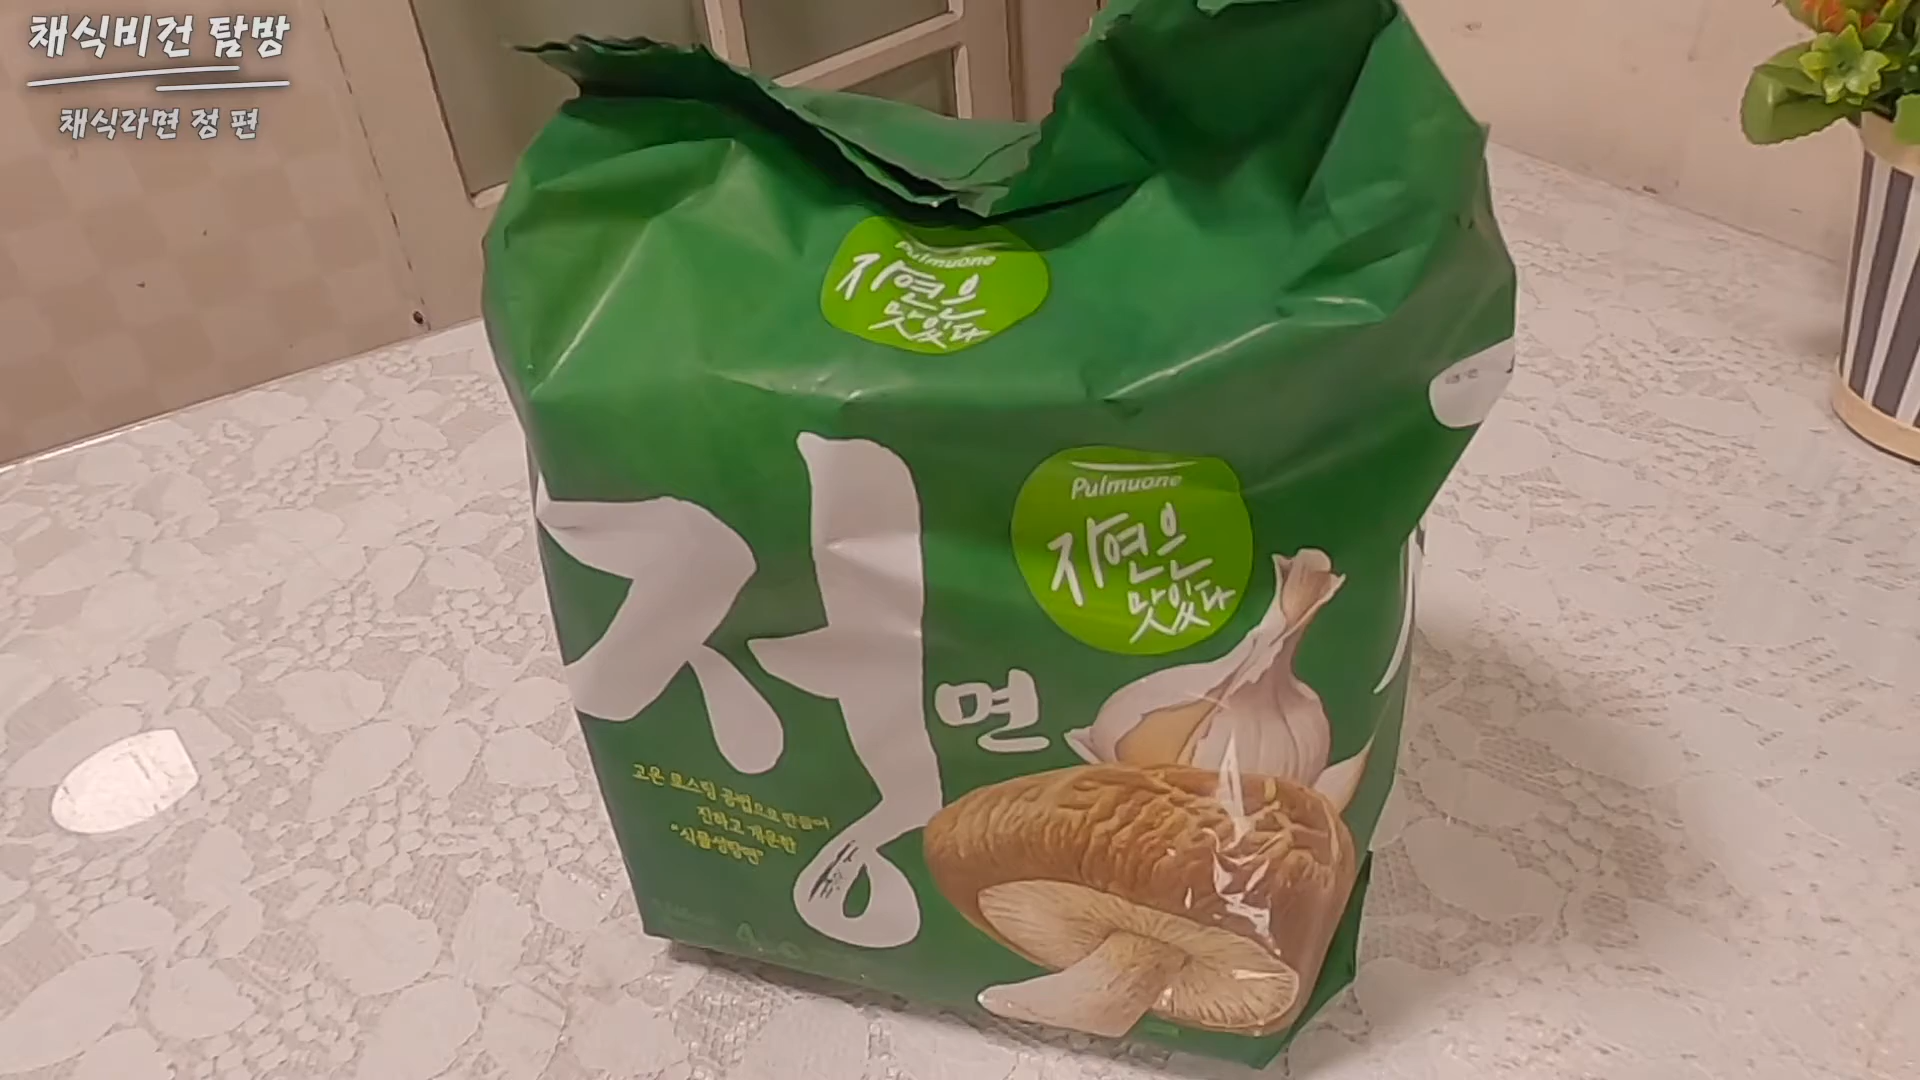 채식비건 탐방
채식라면 정 편
Pulmuone
자연은
맛있다
Pulmuone
자연은
맛있다
정
면
고온 로스팅 공법으로 만들어
진하고 개운한
"식물성라면"